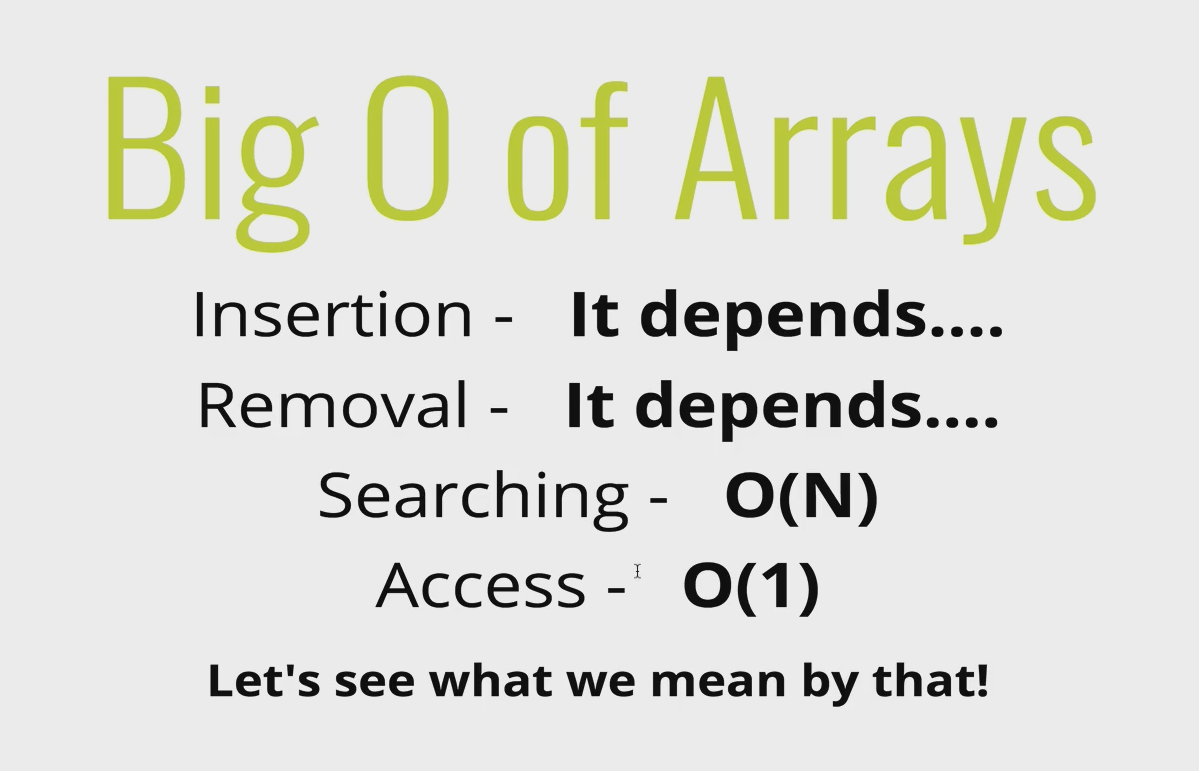 Big O of Arrays
Insertion - It depends....
Removal - It depends....
Searching - O(N)
Access - O(1)
Let's see what we mean by that!